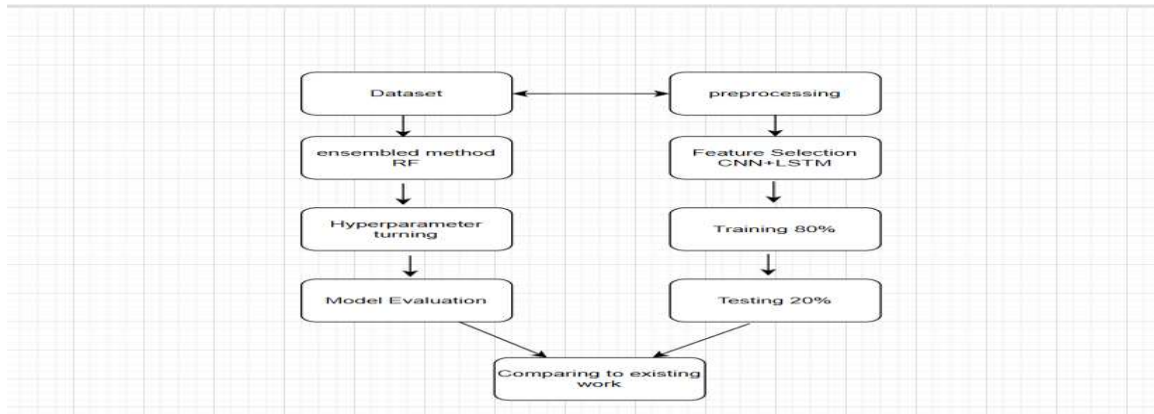 Dataset
preprocessing
ensembled method
RF
Feature Selection
CNN+LSTM
Hyperparameter
turning
Training 80%
Model Evaluation
Testing 20%
Comparing to existing
work